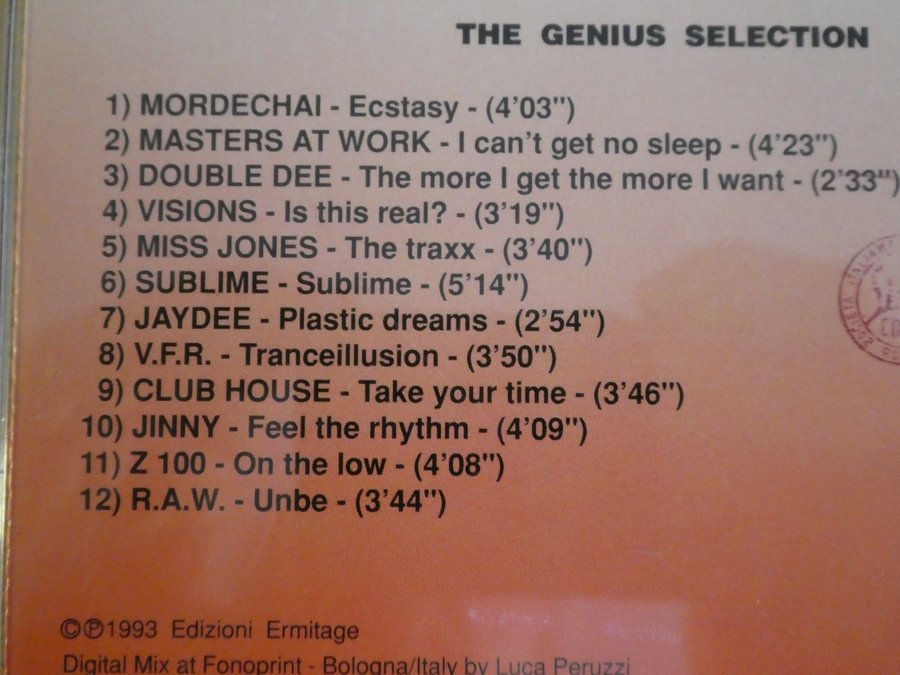 THE GENIUS SELECTION
1) MORDECHAI - Ecstasy - (4'03")
2) MASTERS AT WORK - I can't get no sleep - (4'23")
3) DOUBLE DEE - The more I get the more I want - (2'33")
4) VISIONS - Is this real? - (3'19")
5) MISS JONES - The traxx - (3'40")
6) SUBLIME - Sublime - (5'14")
7) JAYDEE - Plastic dreams - (2'54")
8) V.F.R. - Tranceillusion - (3'50")
9) CLUB HOUSE - Take your time - (3'46")
10) JINNY - Feel the rhythm - (4'09")
11) Z 100 - On the low - (4'08")
12) R.A.W. - Unbe - (3'44")
©℗1993 Edizioni Ermitage
Digital Mix at Fonoprint - Bologna/Italy by Luca Peruzzi